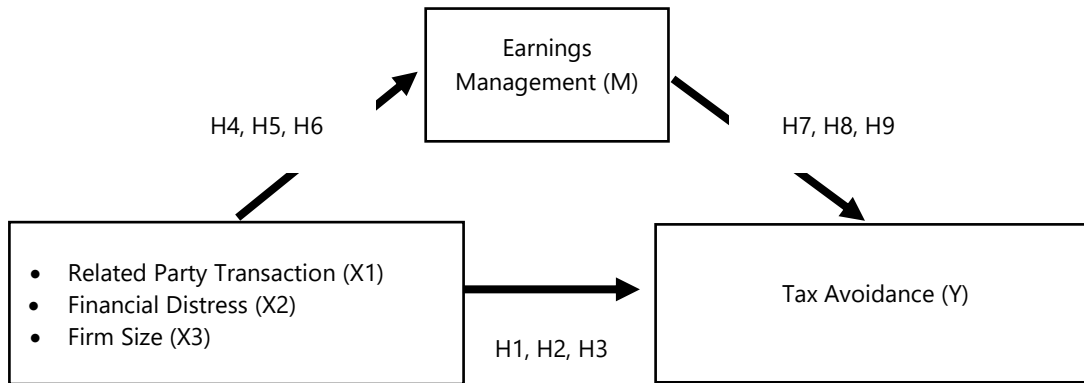 Earnings
Management (M)
H4, H5, H6
H7, H8, H9
• Related Party Transaction (X1)
• Financial Distress (X2)
• Firm Size (X3)
Tax Avoidance (Y)
H1, H2, H3